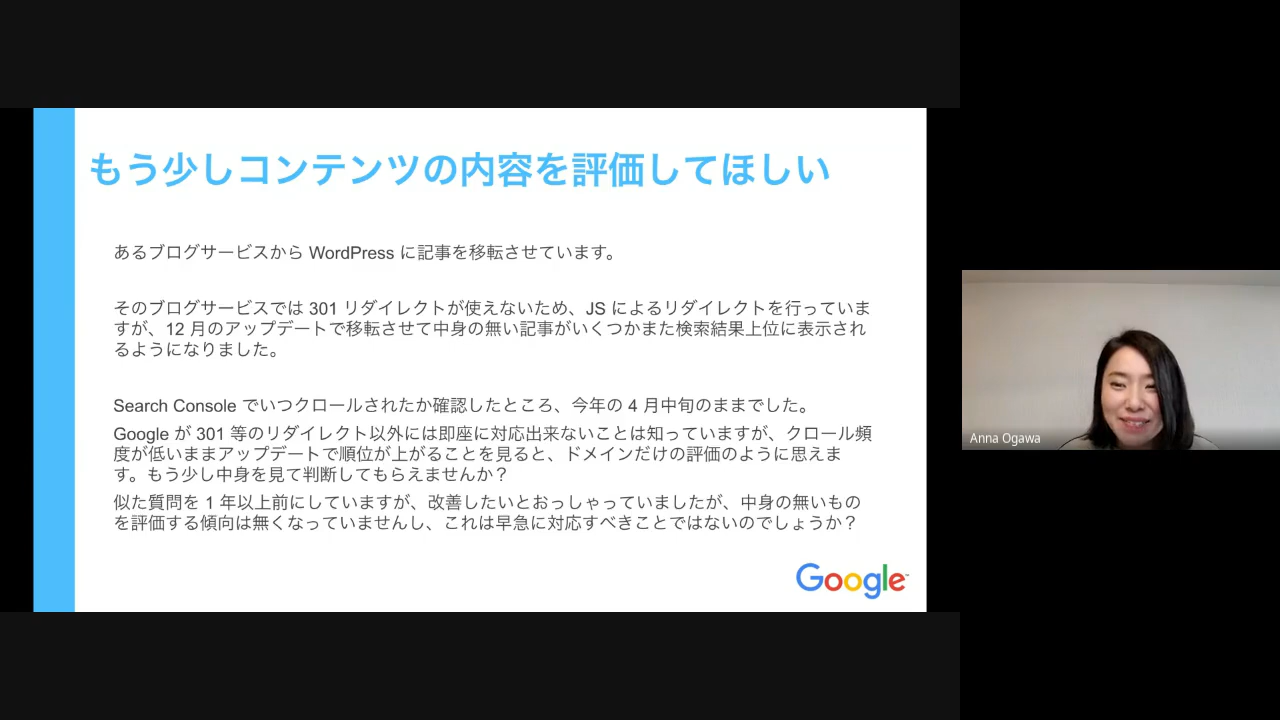 もう少しコンテンツの内容を評価してほしい
あるブログサービスから WordPress に記事を移転させています。
そのブログサービスでは 301 リダイレクトが使えないため、JS によるリダイレクトを行っていま
すが、12 月のアップデートで移転させて中身の無い記事がいくつかまた検索結果上位に表示され
るようになりました。
Search Console でいつクロールされたか確認したところ、今年の 4 月中旬のままでした。
Google が 301 等のリダイレクト以外には即座に対応出来ないことは知っていますが、クロール頻
度が低いままアップデートで順位が上がることを見ると、ドメインだけの評価のように思えま
す。もう少し中身を見て判断してもらえませんか？
似た質問を 1 年以上前にしていますが、改善したいとおっしゃっていましたが、中身の無いもの
を評価する傾向は無くなっていませんし、これは早急に対応すべきことではないのでしょうか？
Google
Anna Ogawa